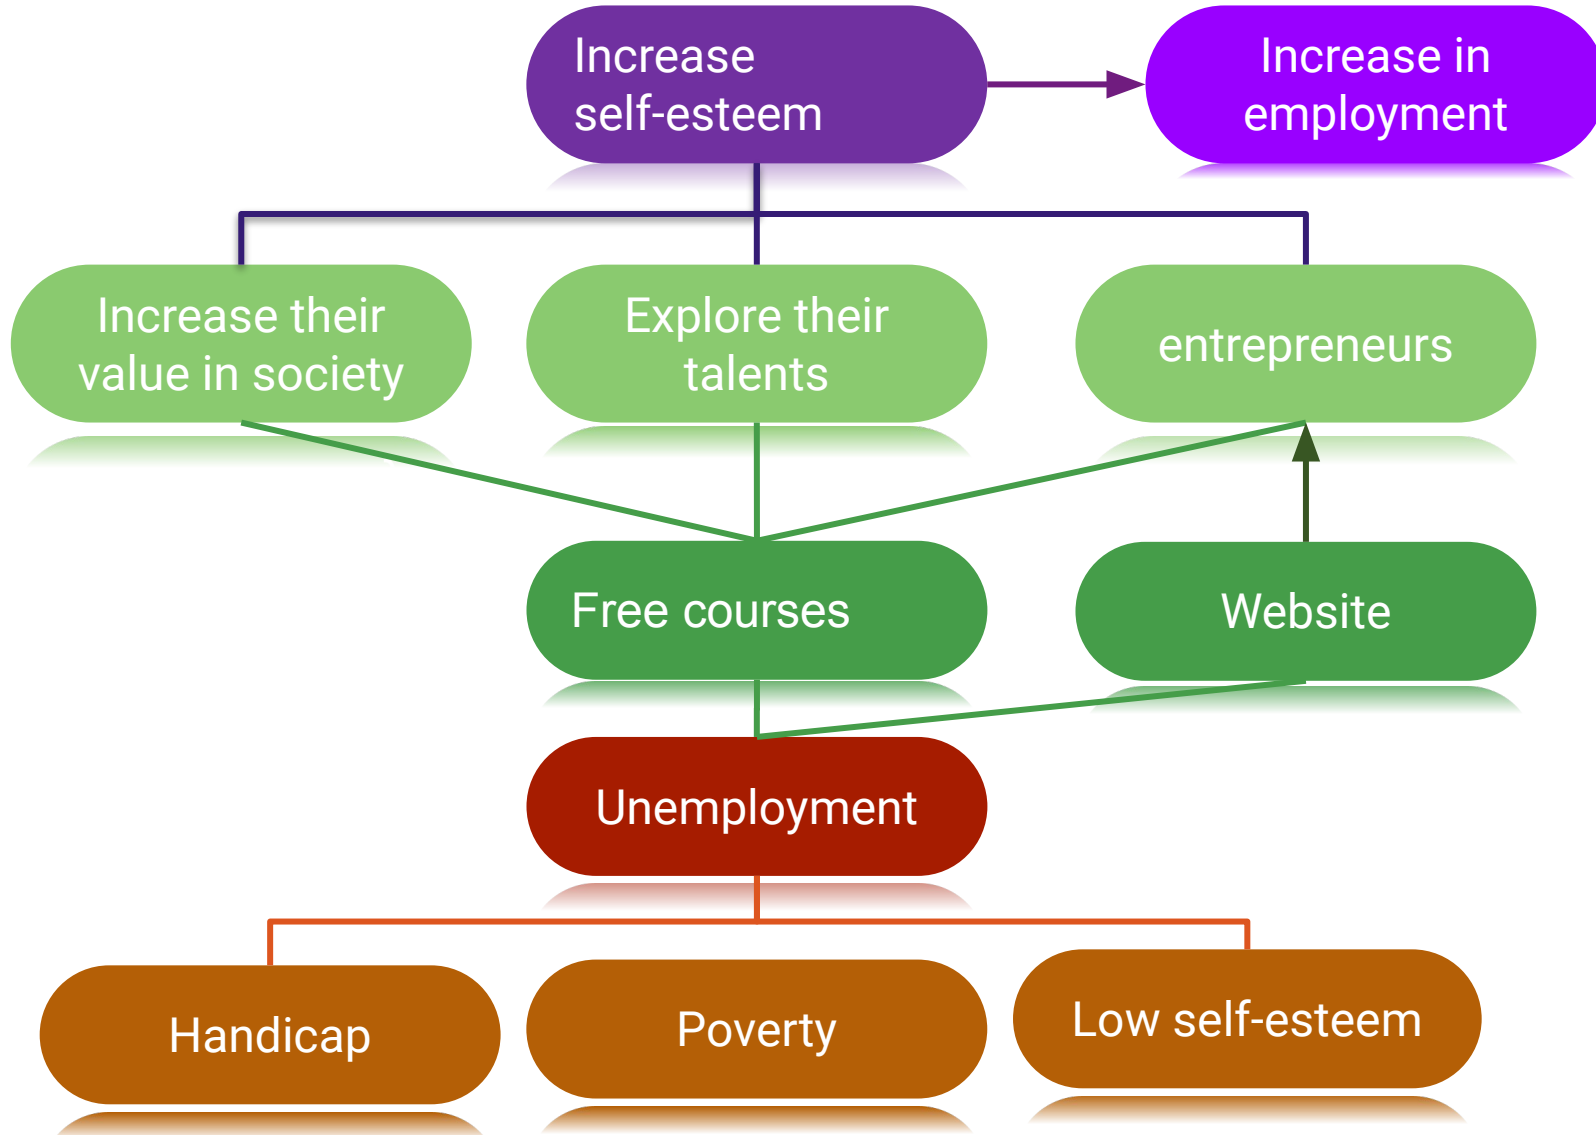 Increase
self-esteem
Increase in
employment
Increase their
value in society
Explore their
talents
entrepreneurs
Free courses
Website
Unemployment
Handicap
Poverty
Low self-esteem